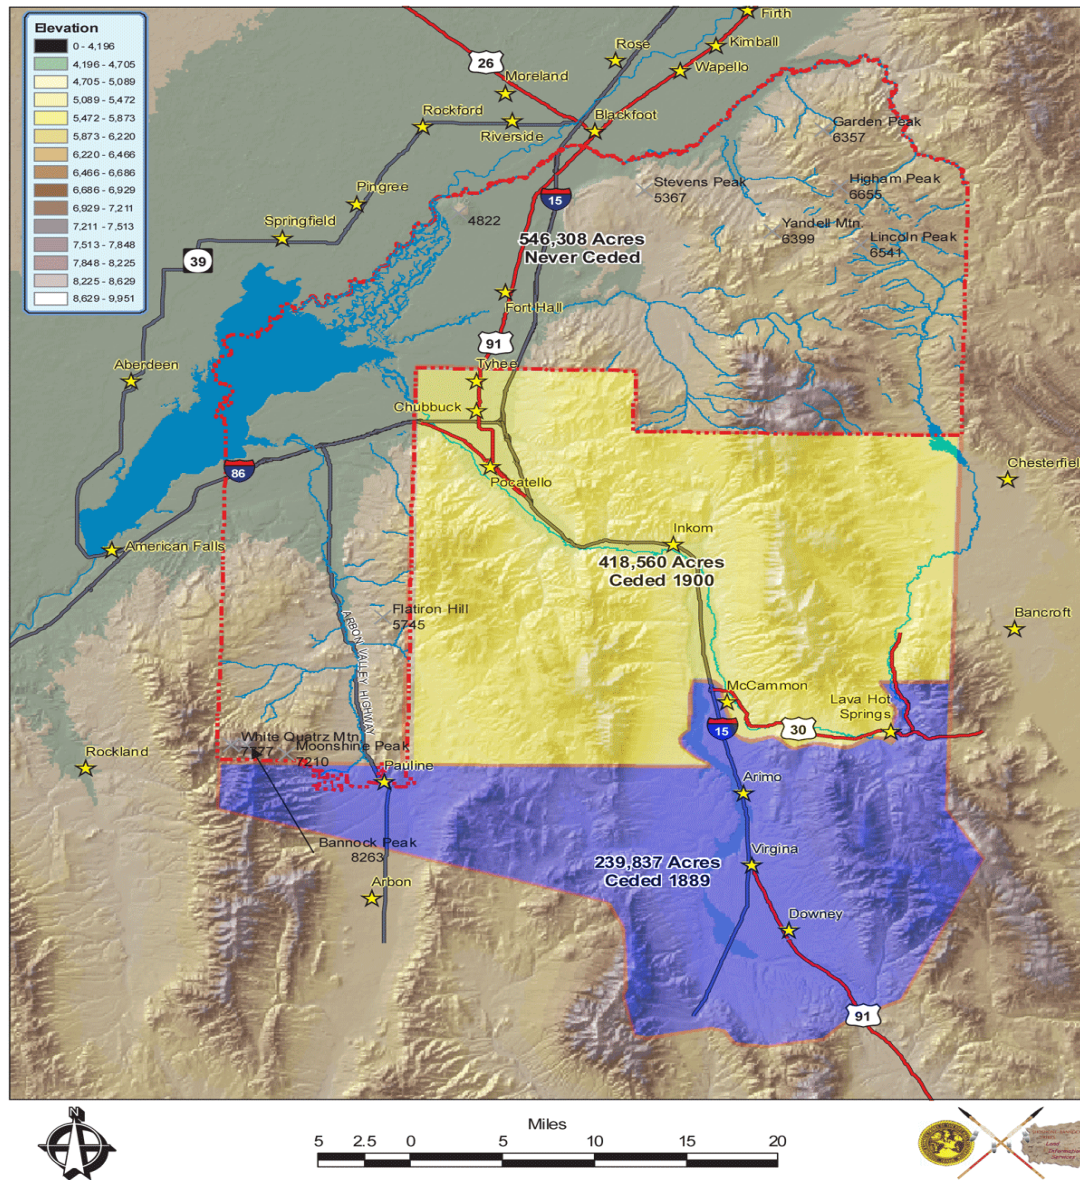 Elevation
0 - 4,196
4,196 - 4,705
4,705 - 5,089
5,089 - 5,472
5,472 - 5,873
5,873 - 6,220
6,220 - 6,466
6,466 - 6,686
6,686 - 6,929
6,929 - 7,211
7,211 - 7,513
7,513 - 7,848
7,848 - 8,225
8,225 - 8,629
8,629 - 9,951
Firth
Kimball
Rose
26
Wapello
Moreland
Rockford
Riverside
Blackfoot
Garden Peak
6357
Pingree
Stevens Peak
5367
Higham Peak
6655
15
Springfield
4822
Yandell Mtn.
6399
Lincoln Peak
6541
546,308 Acres
Never Ceded
39
Fort Hall
91
Tyhee
Aberdeen
Chubbuck
86
Pocatello
Chesterfiel
Inkom
American Falls
418,560 Acres
Ceded 1900
Flatiron Hill
5745
Bancroft
ARBON VALLEY HIGHWAY
McCammon
Lava Hot
Springs
15
30
White Quatrz Mtn.
7777
Moonshine Peak
7210
Rockland
Pauline
Arimo
Bannock Peak
8263
Virgina
239,837 Acres
Ceded 1889
Arbon
Downey
91
N
Miles
5 2.5 0 5 10 15 20
Land
Information
Services